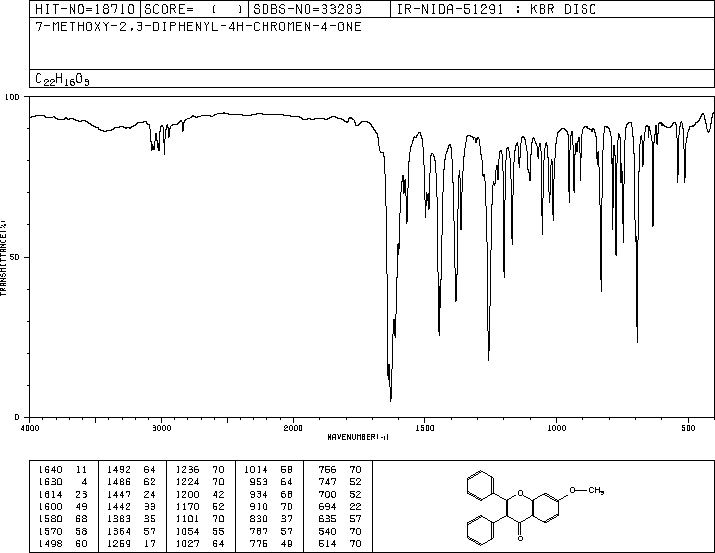 HIT-NO=18710 SCORE= ( ) SDBS-NO=33283 IR-NIDA-51291 : KBR DISC
7-METHOXY-2,3-DIPHENYL-4H-CHROMEN-4-ONE
C22H16O3
100
50
0
TRANSMITTANCE(%)
4000 3000 2000 1500 1000 500
WAVENUMBER(-1)
1640 11 1492 64 1236 70 1014 58 756 70
1630 4 1486 62 1224 70 953 64 747 52
1614 23 1447 24 1200 42 934 68 700 52
1600 49 1442 39 1170 52 910 70 694 22
1580 68 1383 35 1101 70 830 37 635 57
1570 58 1364 57 1054 55 787 57 540 70
1498 60 1259 17 1027 64 775 49 514 70
O
O
O
CH3